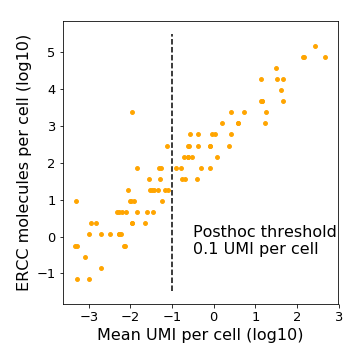 ERCC molecules per cell (log10)
5
4
3
2
1
0
−1
Posthoc threshold
0.1 UMI per cell
−3 −2 −1 0 1 2 3
Mean UMI per cell (log10)